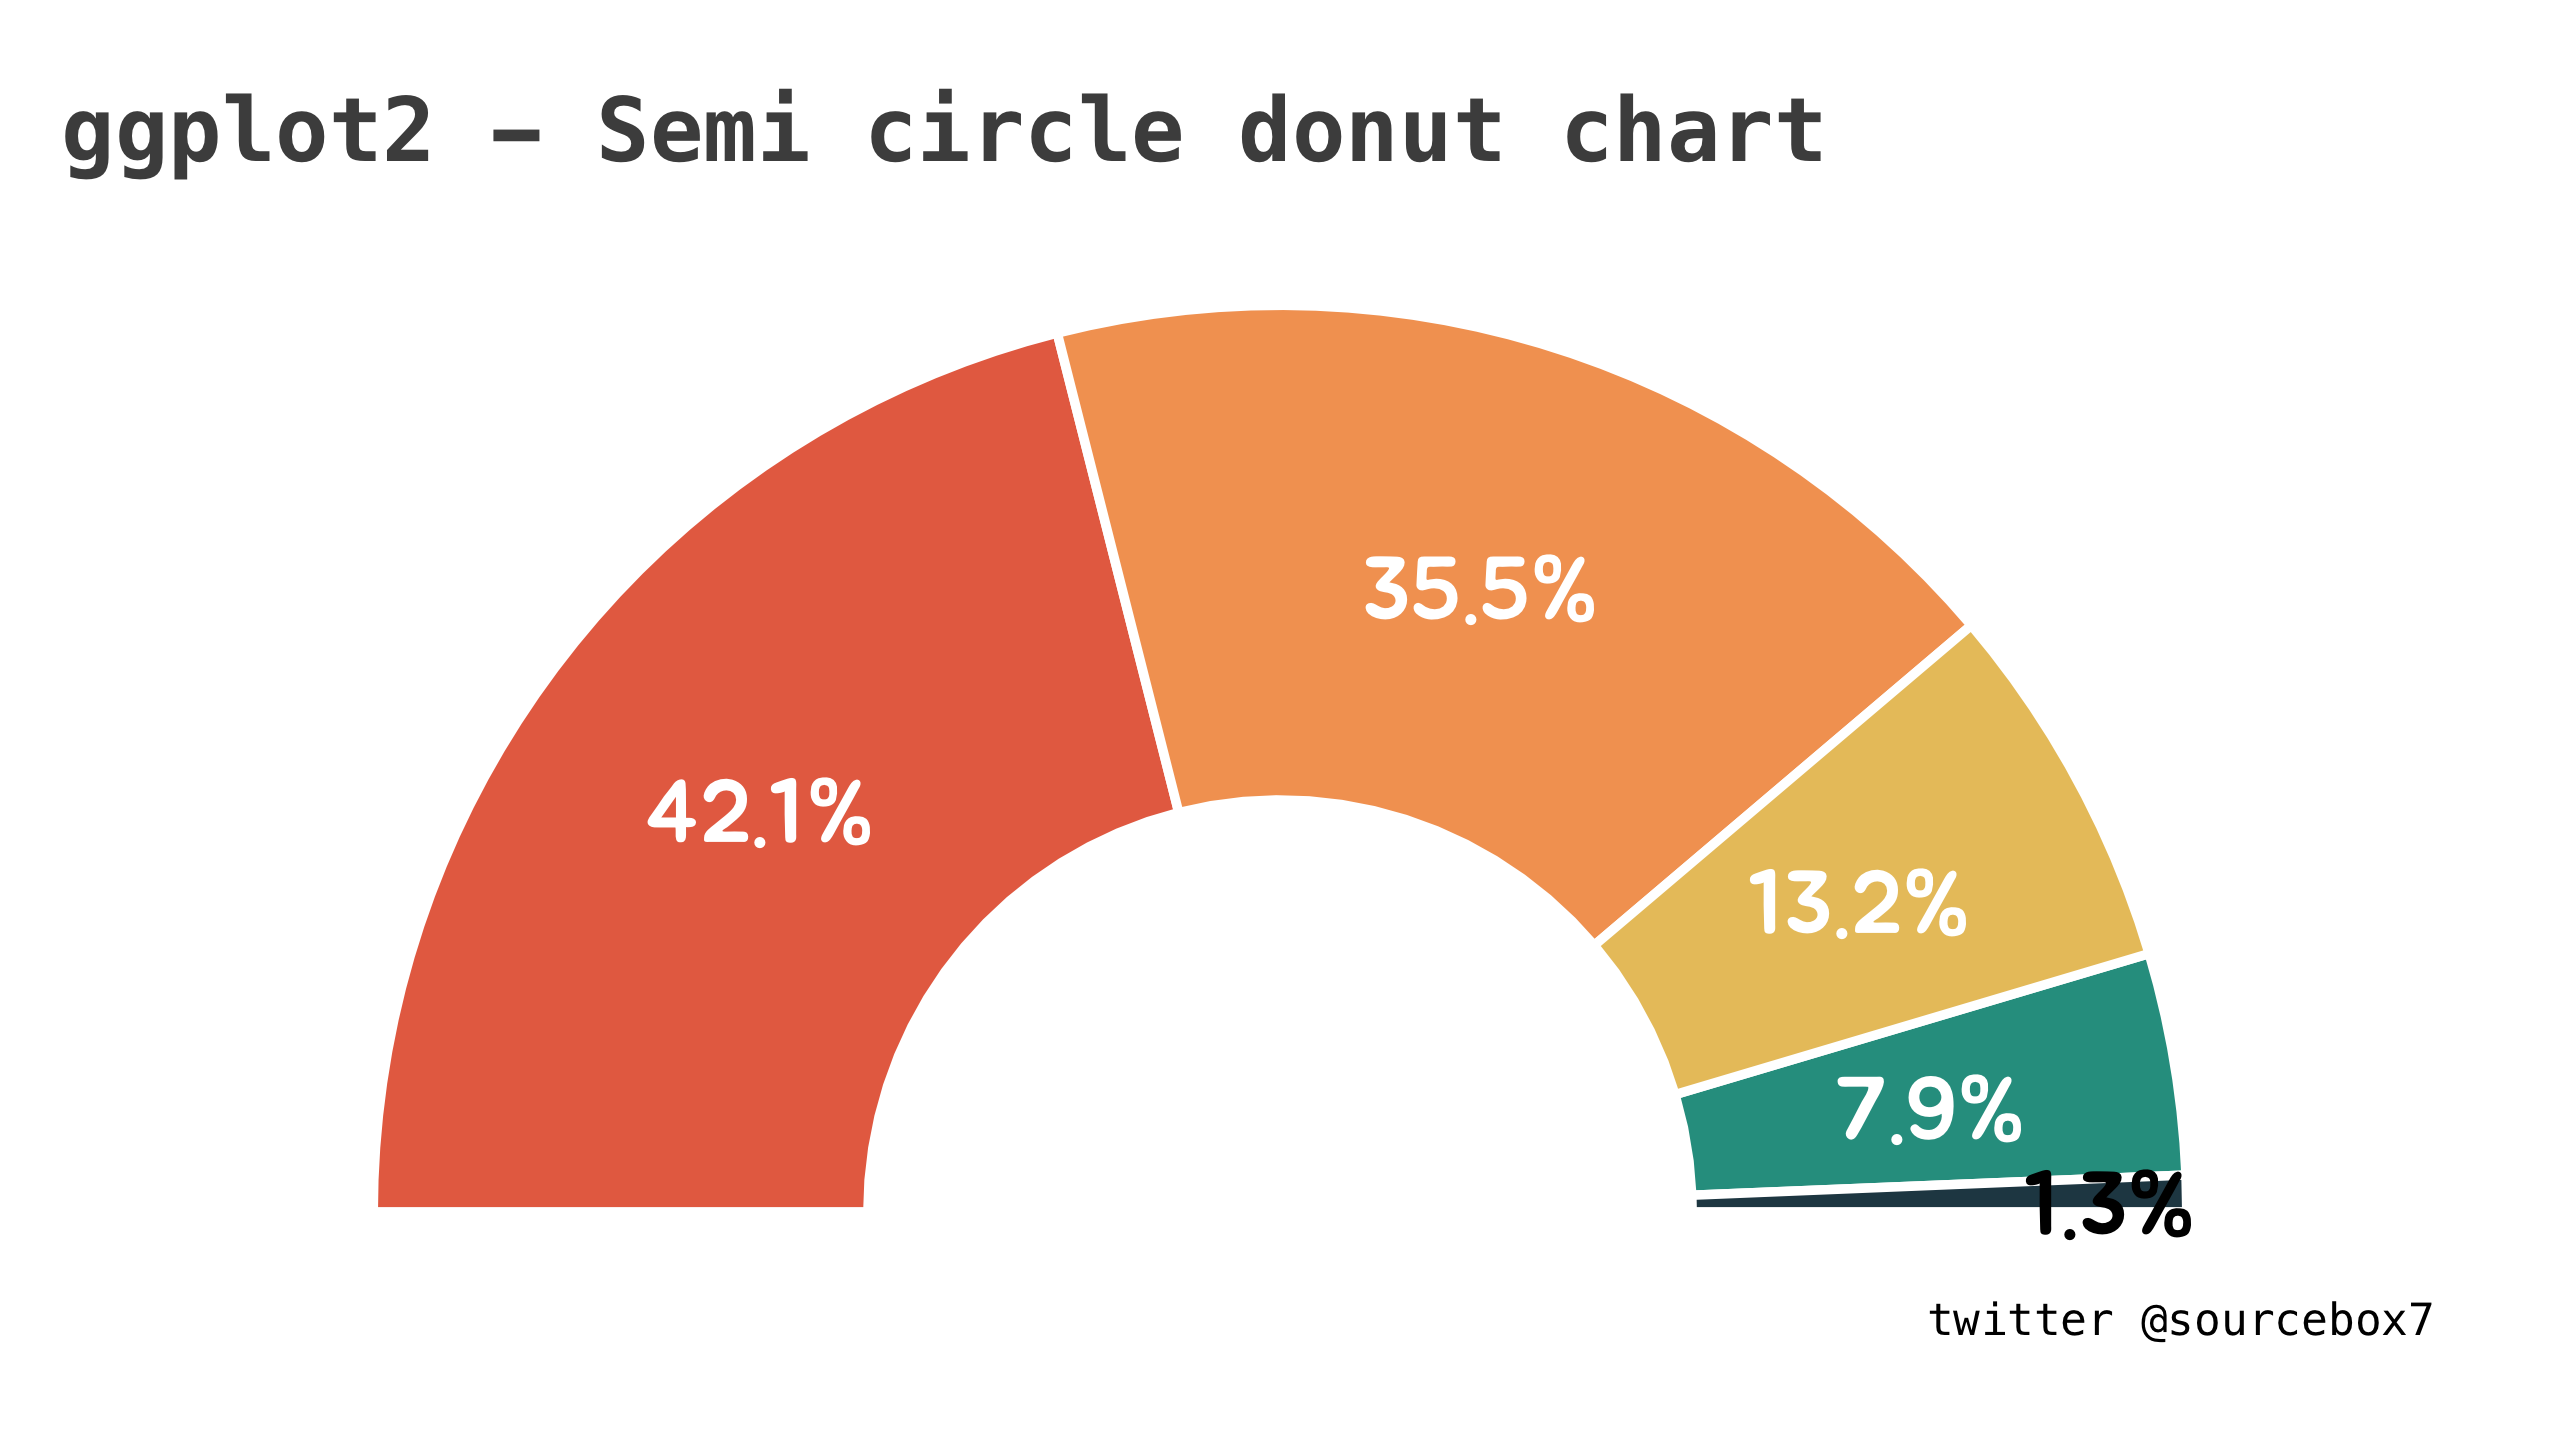 ggplot2 – Semi circle donut chart
35.5%
42.1%
13.2%
7.9%
1.3%
twitter @sourcebox7